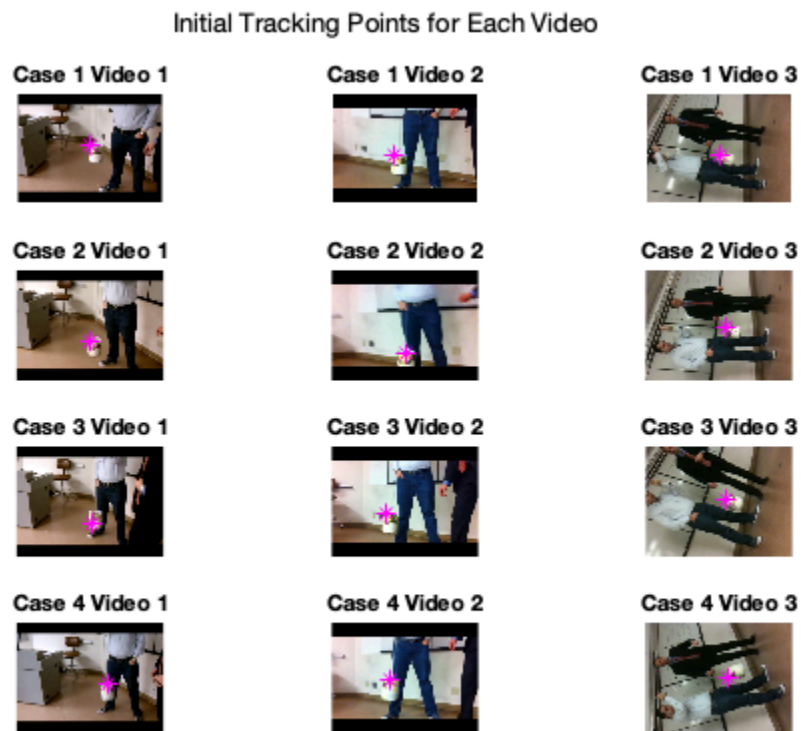 Initial Tracking Points for Each Video
Case 1 Video 1
Case 1 Video 2
Case 1 Video 3
Case 2 Video 1
Case 2 Video 2
Case 2 Video 3
Case 3 Video 1
Case 3 Video 2
Case 3 Video 3
Case 4 Video 1
Case 4 Video 2
Case 4 Video 3